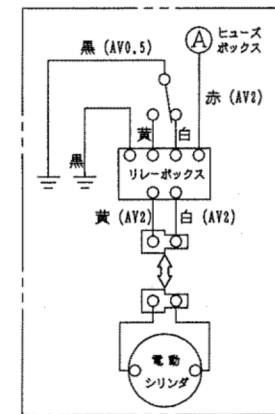 黒 (AV0.5)
A
ヒューズ
ボックス
赤 (AV2)
黒
黄
白
リレーボックス
黄 (AV2)
白 (AV2)
電動
シリンダ